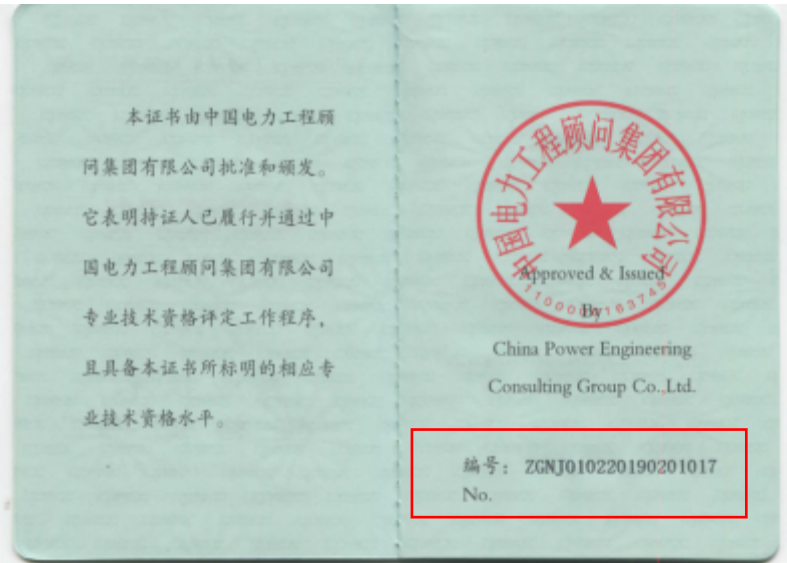 本证书由中国电力工程顾
问集团有限公司批准和颁发。
它表明持证人已履行并通过中
国电力工程顾问集团有限公司
专业技术资格评定工作程序，
且具备本证书所标明的相应专
业技术资格水平。
中国电力工程顾问集团有限公司
Approved & Issued
By
China Power Engineering
Consulting Group Co.,Ltd.
编号：ZGNJ010220190201017
No.